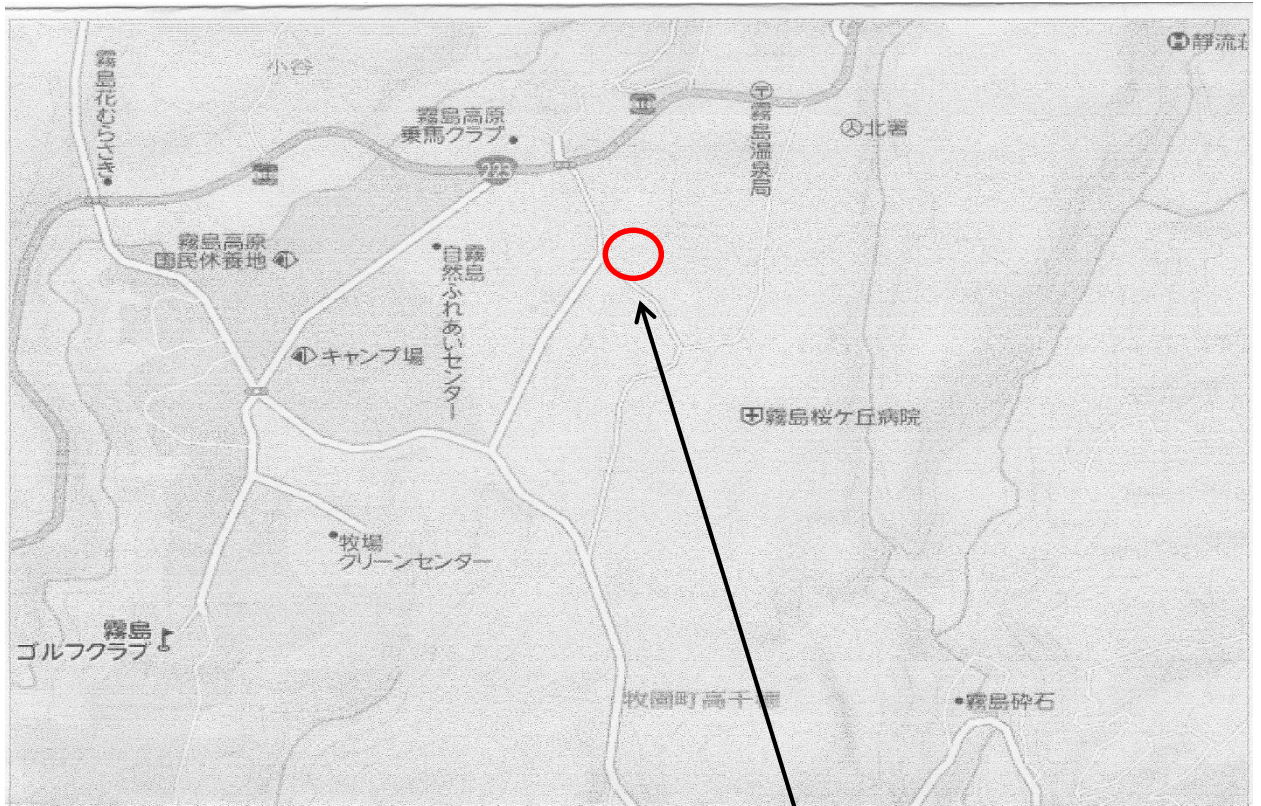 静流荘
小谷
霧島花むらさき
霧島高原
乗馬クラブ
霧島温泉局
北署
223
霧島高原
国民休養地
霧島
自然ふれあいセンター
キャンプ場
霧島桜ケ丘病院
牧場
クリーンセンター
霧島
ゴルフクラブ
牧園町高千穂
霧島砕石